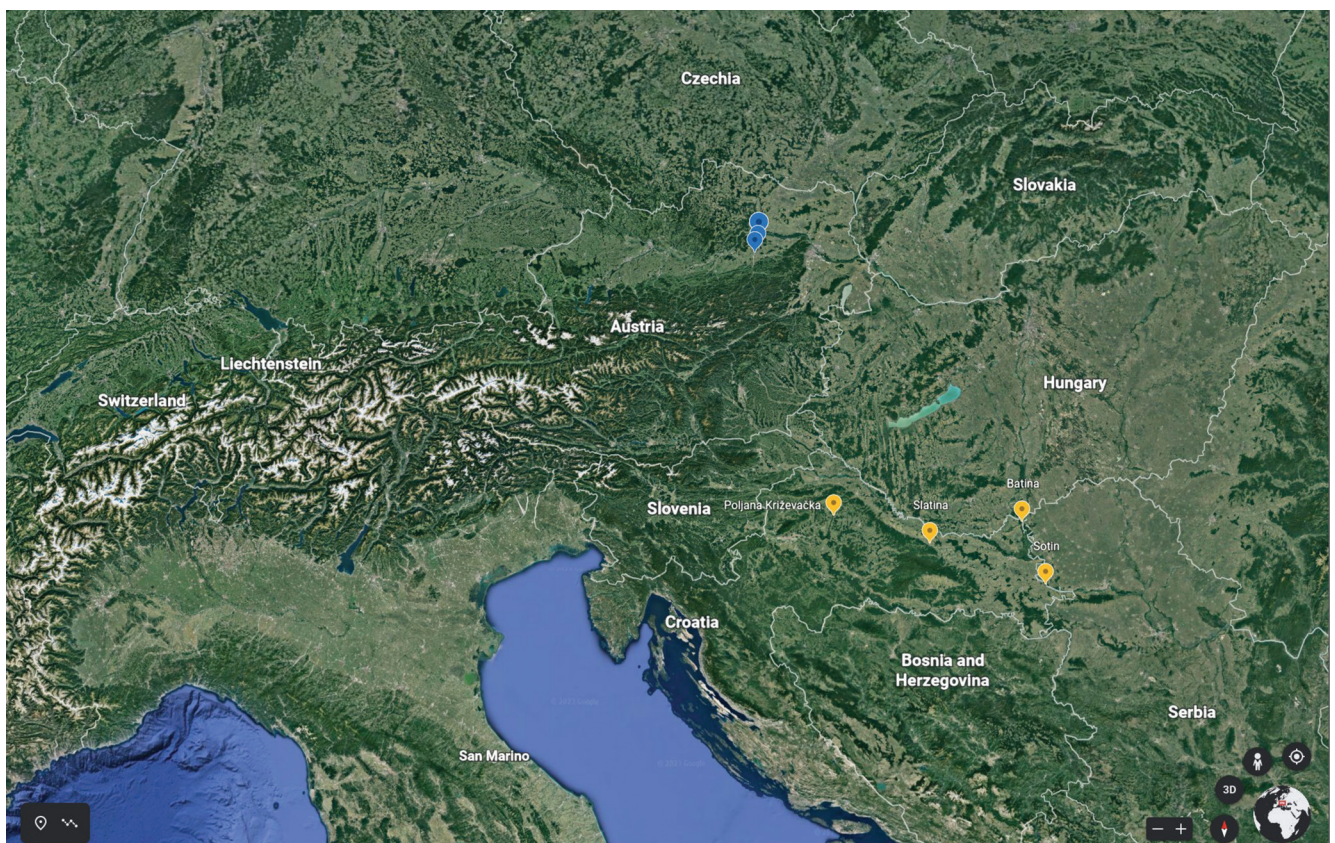 Czechia
Slovakia
Austria
Liechtenstein
Switzerland
Hungary
Batina
Slovenia
Poljana Križevačka
Slatina
Sotin
Croatia
Bosnia and
Herzegovina
Serbia
San Marino
3D